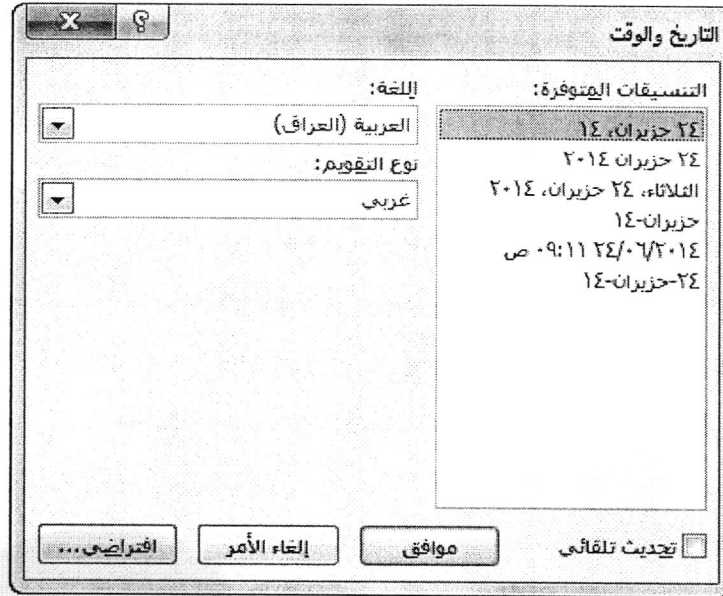 التاريخ والوقت
التنسيقات المتوفرة:
٢٤ حزيران، ١٤
٢٤ حزيران ٢٠١٤
الثلاثاء، ٢٤ حزيران، ٢٠١٤
حزيران-١٤
٢٤/٠٦/٢٠١٤ ٠٩:١١ ص
٢٤-حزيران-١٤
اللغة:
العربية (العراق)
نوع التقويم:
غربي
تحديث تلقائي
موافق
إلغاء الأمر
افتراضي...